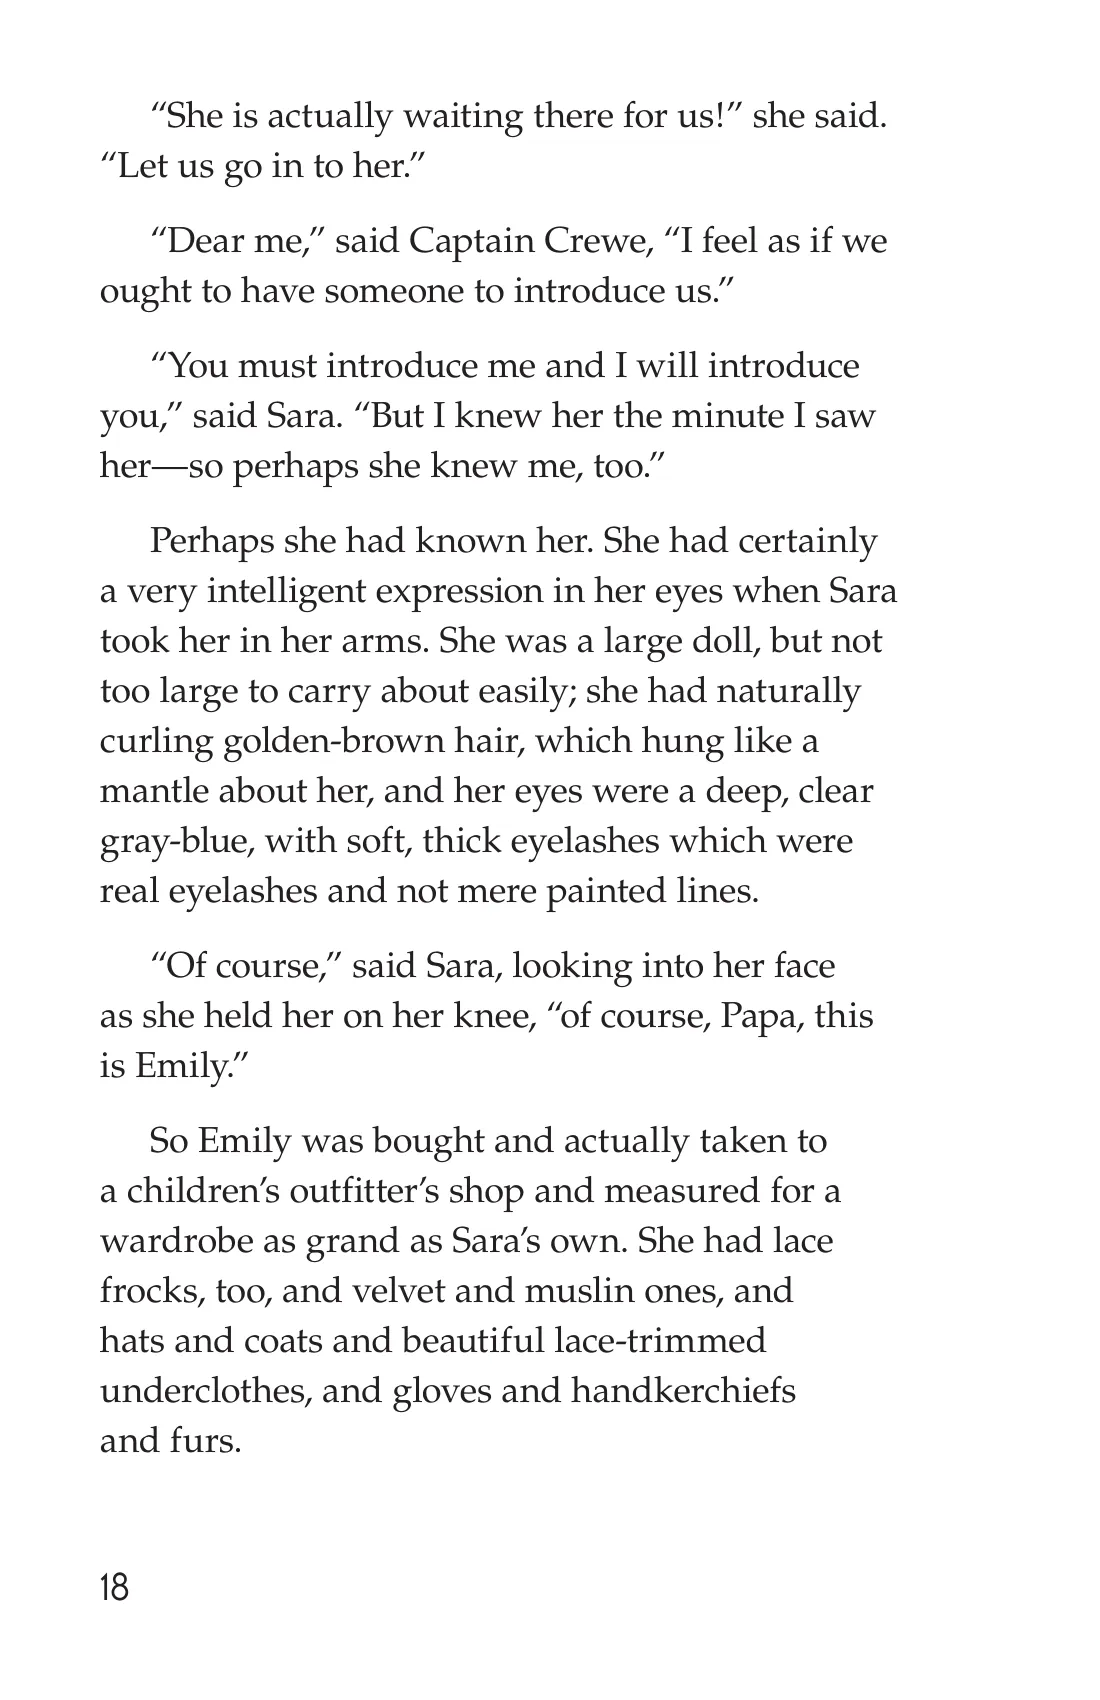 “She is actually waiting there for us!” she said.
“Let us go in to her.”
“Dear me,” said Captain Crewe, “I feel as if we
ought to have someone to introduce us.”
“You must introduce me and I will introduce
you,” said Sara. “But I knew her the minute I saw
her—so perhaps she knew me, too.”
Perhaps she had known her. She had certainly
a very intelligent expression in her eyes when Sara
took her in her arms. She was a large doll, but not
too large to carry about easily; she had naturally
curling golden-brown hair, which hung like a
mantle about her, and her eyes were a deep, clear
gray-blue, with soft, thick eyelashes which were
real eyelashes and not mere painted lines.
“Of course,” said Sara, looking into her face
as she held her on her knee, “of course, Papa, this
is Emily.”
So Emily was bought and actually taken to
a children’s outfitter’s shop and measured for a
wardrobe as grand as Sara’s own. She had lace
frocks, too, and velvet and muslin ones, and
hats and coats and beautiful lace-trimmed
underclothes, and gloves and handkerchiefs
and furs.
18